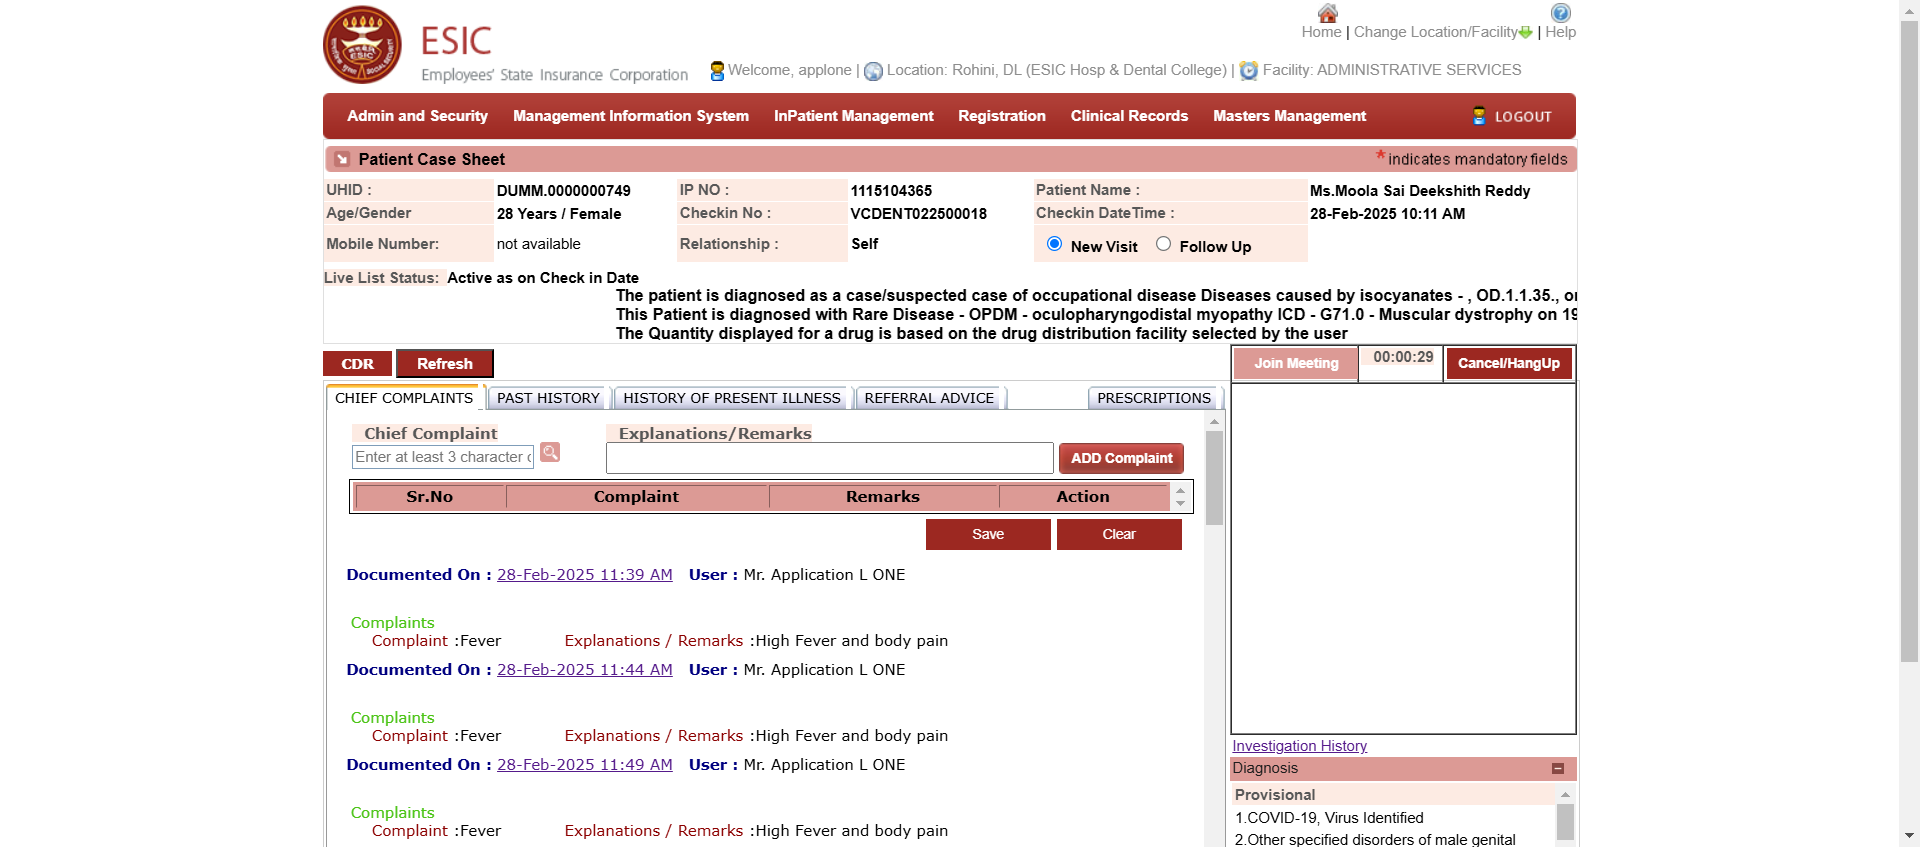 Home | Change Location/Facility | Help
ESIC
Employees' State Insurance Corporation
Welcome, applone | Location: Rohini, DL (ESIC Hosp & Dental College) | Facility: ADMINISTRATIVE SERVICES
Admin and Security Management Information System InPatient Management Registration Clinical Records Masters Management LOGOUT
Patient Case Sheet *indicates mandatory fields
UHID : DUMM.0000000749 IP NO : 1115104365 Patient Name : Ms.Moola Sai Deekshith Reddy
Age/Gender 28 Years / Female Checkin No : VCDENT022500018 Checkin DateTime : 28-Feb-2025 10:11 AM
Mobile Number: not available Relationship : Self New Visit Follow Up
Live List Status: Active as on Check in Date
The patient is diagnosed as a case/suspected case of occupational disease Diseases caused by isocyanates - , OD.1.1.35., or
This Patient is diagnosed with Rare Disease - OPDM - oculopharyngodistal myopathy ICD - G71.0 - Muscular dystrophy on 19
The Quantity displayed for a drug is based on the drug distribution facility selected by the user
CDR Refresh Join Meeting 00:00:29 Cancel/HangUp
CHIEF COMPLAINTS PAST HISTORY HISTORY OF PRESENT ILLNESS REFERRAL ADVICE PRESCRIPTIONS
Chief Complaint Explanations/Remarks
Enter at least 3 character ADD Complaint
Sr.No Complaint Remarks Action
Save Clear
Documented On : 28-Feb-2025 11:39 AM User : Mr. Application L ONE
Complaints
Complaint :Fever Explanations / Remarks :High Fever and body pain
Documented On : 28-Feb-2025 11:44 AM User : Mr. Application L ONE
Complaints
Complaint :Fever Explanations / Remarks :High Fever and body pain
Documented On : 28-Feb-2025 11:49 AM User : Mr. Application L ONE
Complaints
Complaint :Fever Explanations / Remarks :High Fever and body pain
Investigation History
Diagnosis
Provisional
1.COVID-19, Virus Identified
2.Other specified disorders of male genital